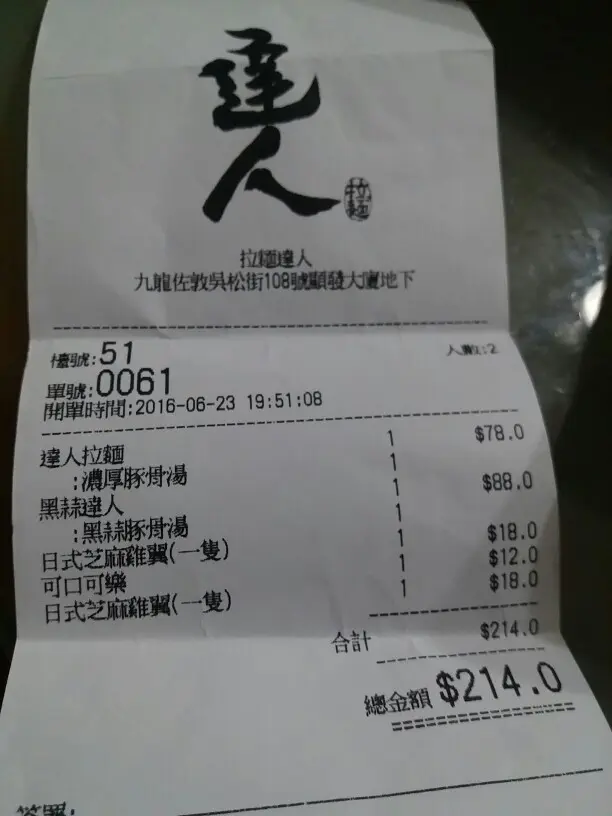 達人
拉麵
拉麵達人
九龍佐敦吳松街108號顯發大廈地下
檯號:51 人數:2
單號:0061
開單時間:2016-06-23 19:51:08
達人拉麵 1 $78.0
:濃厚豚骨湯 1
黑蒜達人 1 $88.0
:黑蒜豚骨湯 1
日式芝麻雞翼(一隻) 1 $18.0
可口可樂 1 $12.0
日式芝麻雞翼(一隻) 1 $18.0
合計 $214.0
總金額 $214.0